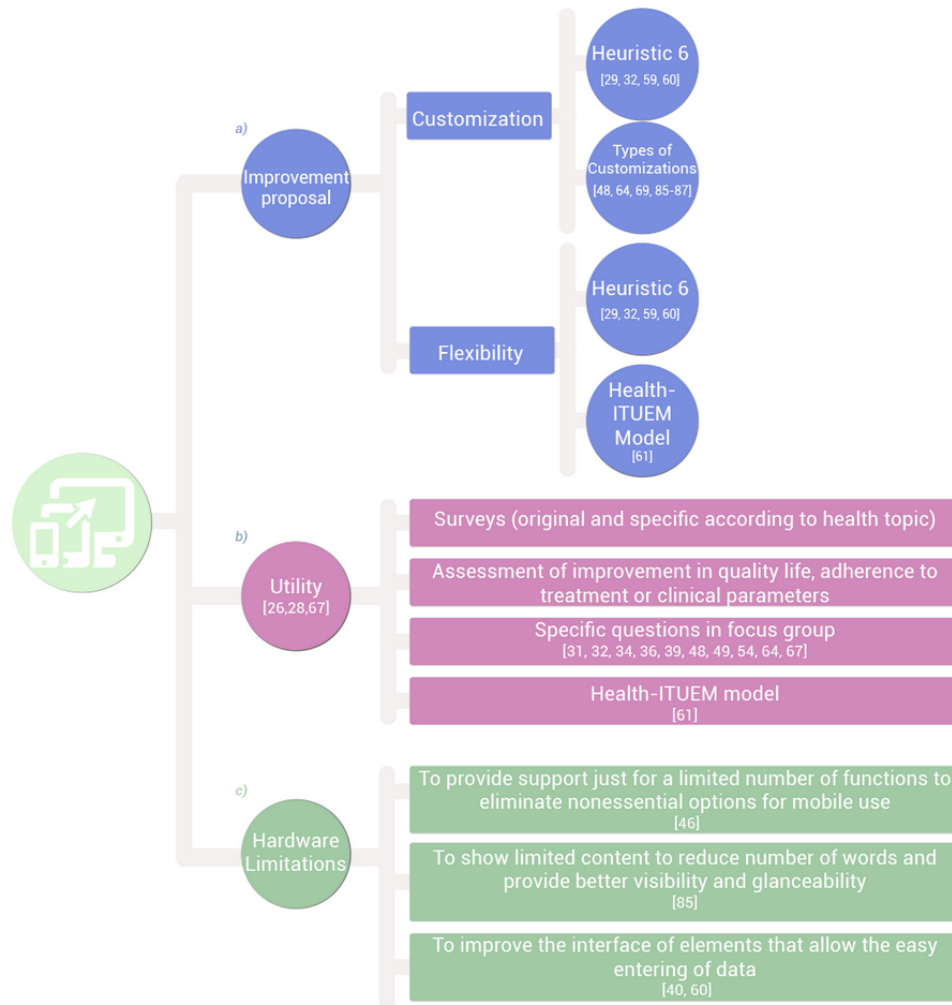 a)
Improvement
proposal
Customization
Heuristic 6
[29, 32, 59, 60]
Types of
Customizations
[48, 64, 69, 85-87]
Flexibility
Heuristic 6
[29, 32, 59, 60]
Health-
ITUEM
Model
[61]
b)
Utility
[26,28,67]
Surveys (original and specific according to health topic)
Assessment of improvement in quality life, adherence to
treatment or clinical parameters
Specific questions in focus group
[31, 32, 34, 36, 39, 48, 49, 54, 64, 67]
Health-ITUEM model
[61]
c)
Hardware
Limitations
To provide support just for a limited number of functions to
eliminate nonessential options for mobile use
[46]
To show limited content to reduce number of words and
provide better visibility and glanceability
[85]
To improve the interface of elements that allow the easy
entering of data
[40, 60]